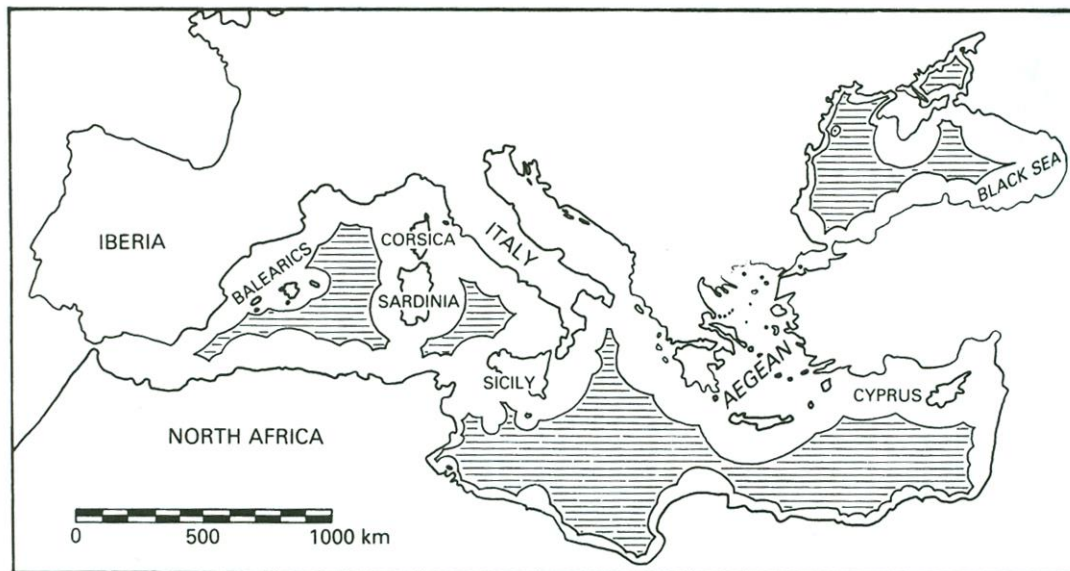 BLACK SEA
IBERIA
BALEARICS
CORSICA
ITALY
SARDINIA
SICILY
AEGEAN
CYPRUS
NORTH AFRICA
0 500 1000 km